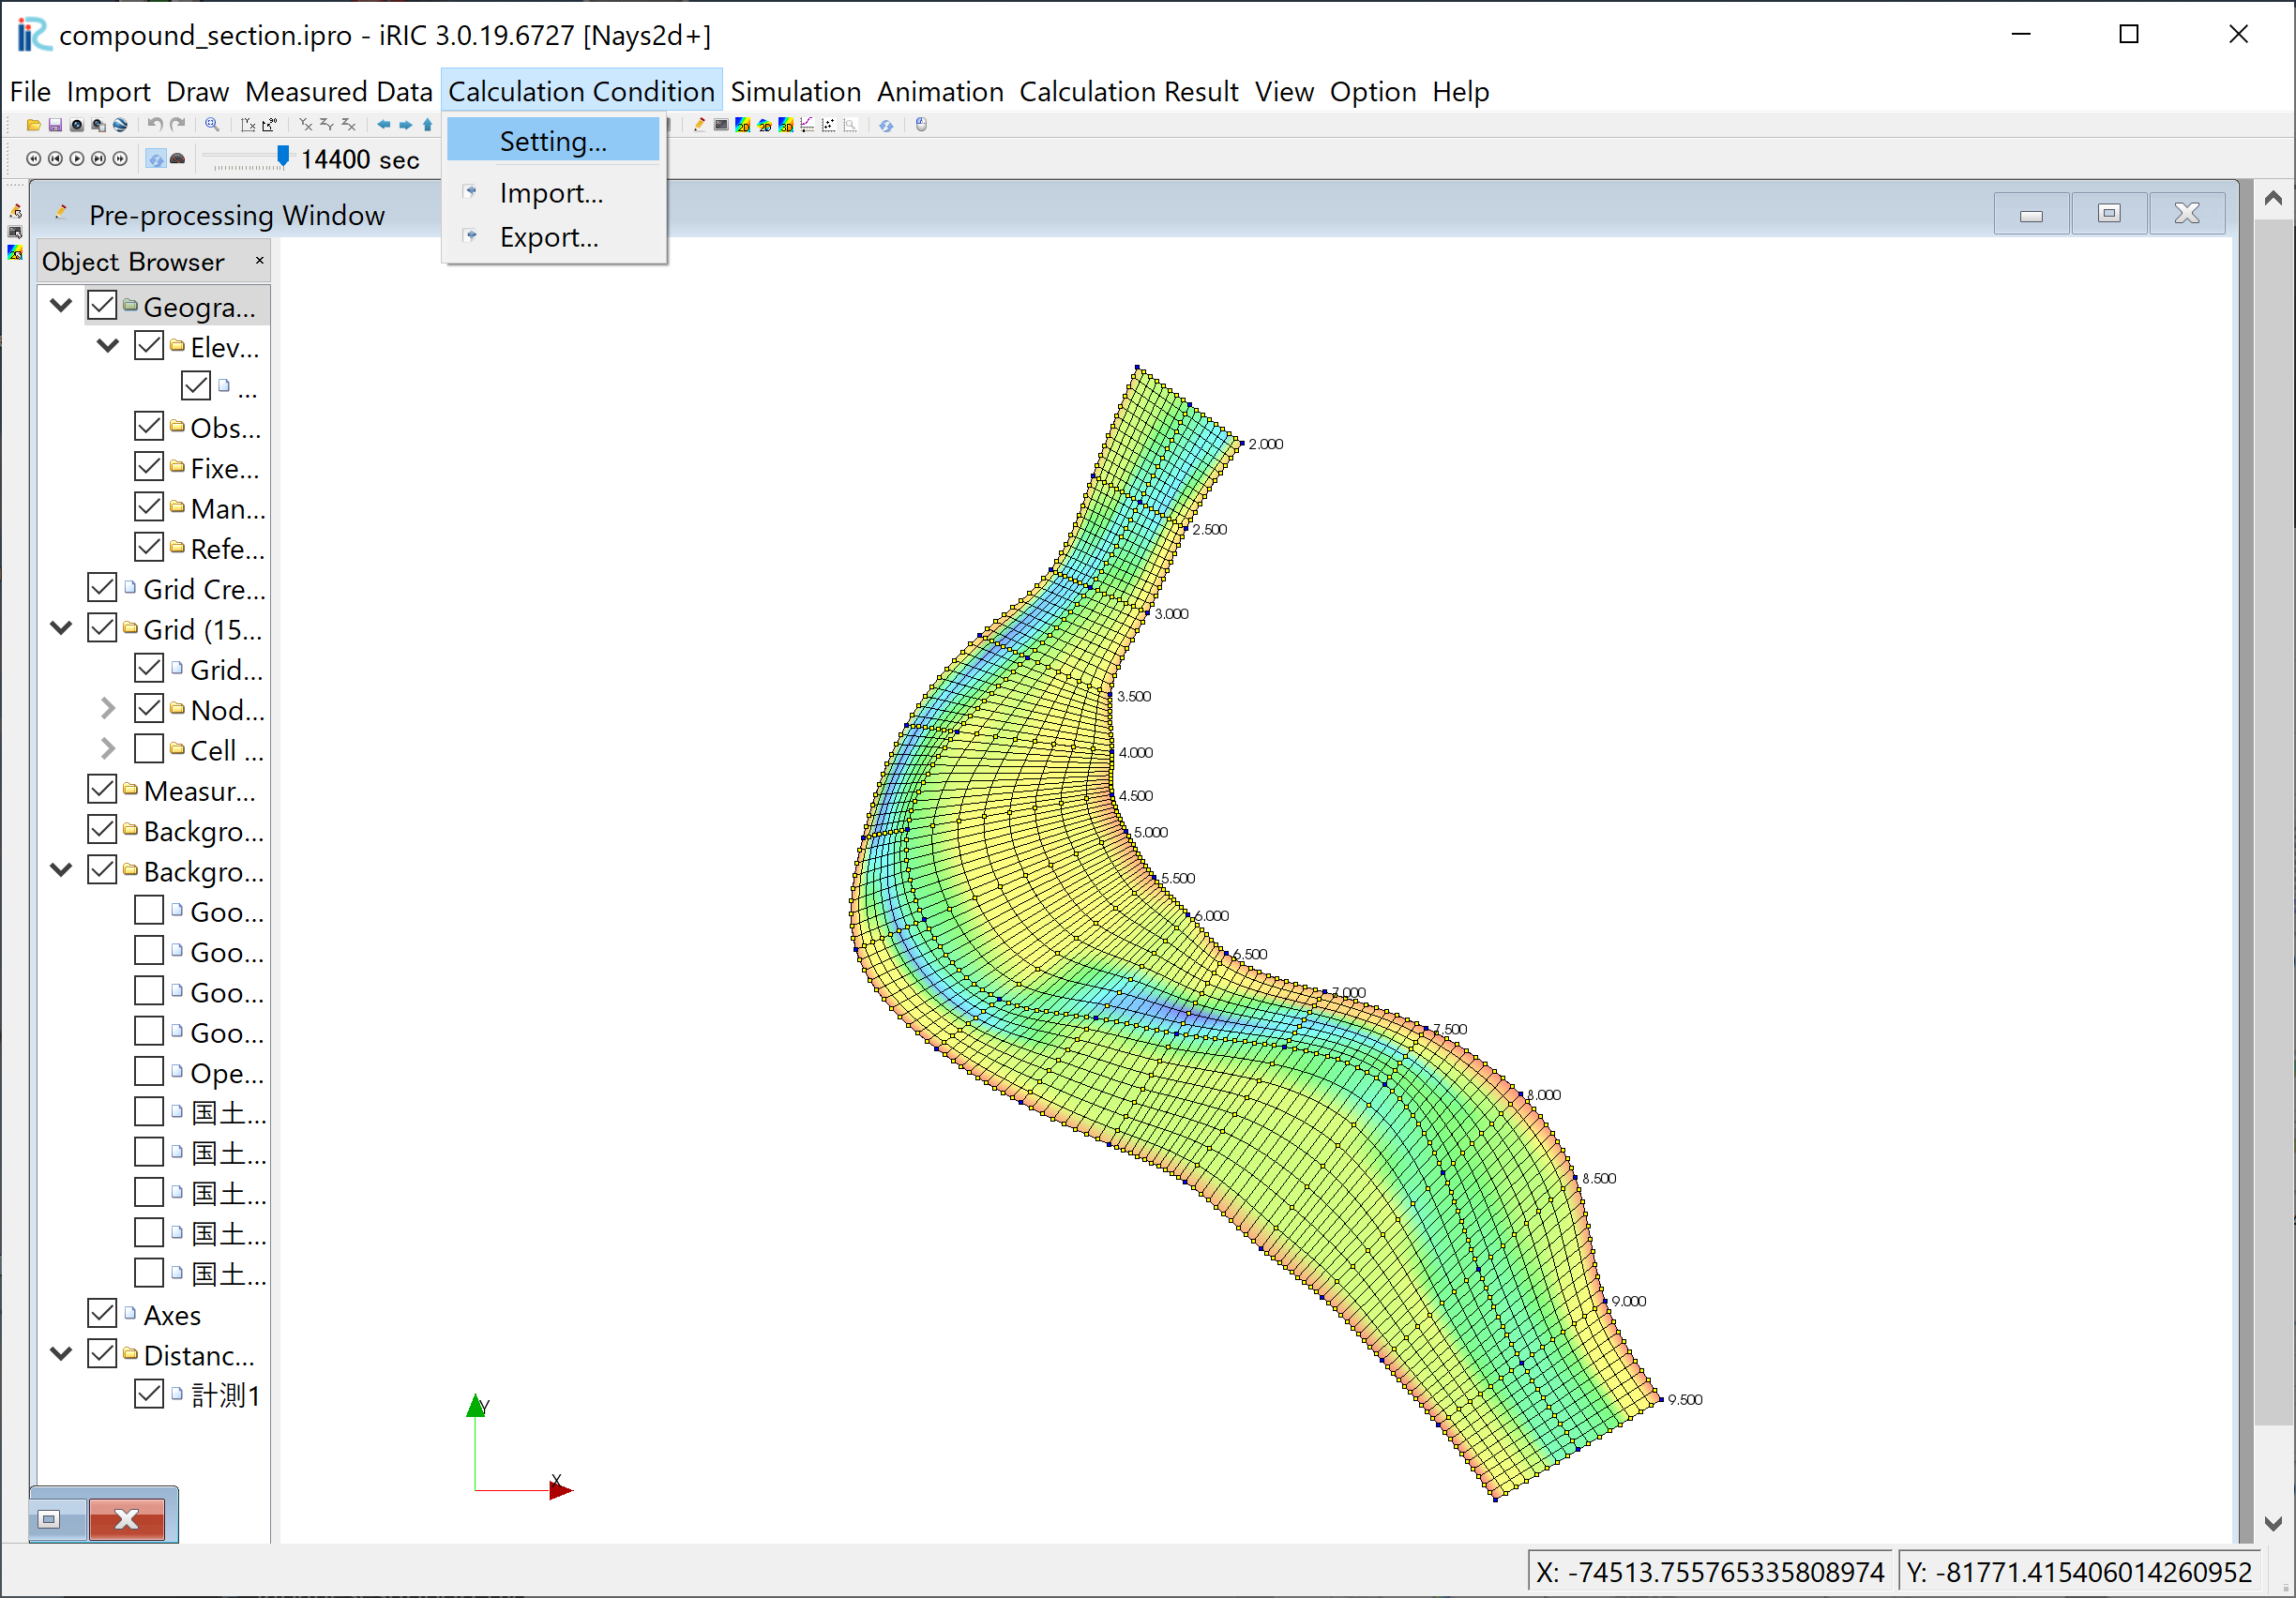 compound_section.ipro - iRIC 3.0.19.6727 [Nays2d+]
File Import Draw Measured Data Calculation Condition Simulation Animation Calculation Result View Option Help
Setting...
Import...
Export...
14400 sec
Pre-processing Window
Object Browser
Geogra...
Elev...
...
Obs...
Fixe...
Man...
Refe...
Grid Cre...
Grid (15...
Grid...
Nod...
Cell ...
Measur...
Backgro...
Backgro...
Goo...
Goo...
Goo...
Goo...
Ope...
国土...
国土...
国土...
国土...
国土...
Axes
Distanc...
計測1
2.000
2.500
3.000
3.500
4.000
4.500
5.000
5.500
6.000
6.500
7.000
7.500
8.000
8.500
9.000
9.500
Y
X
X: -74513.755765335808974
Y: -81771.415406014260952